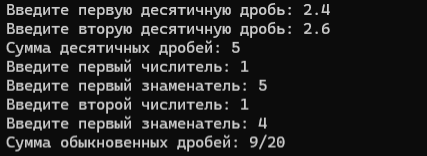 Введите первую десятичную дробь: 2.4
Введите вторую десятичную дробь: 2.6
Сумма десятичных дробей: 5
Введите первый числитель: 1
Введите первый знаменатель: 5
Введите второй числитель: 1
Введите первый знаменатель: 4
Сумма обыкновенных дробей: 9/20